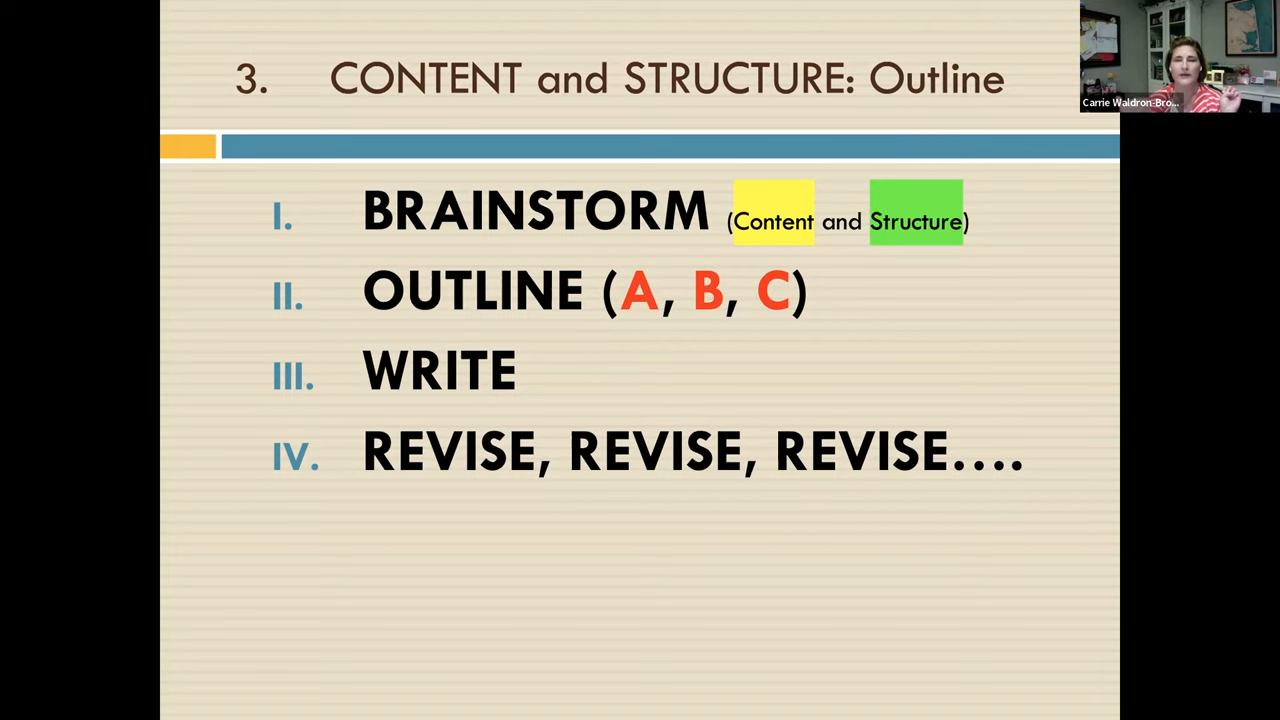 3. CONTENT and STRUCTURE: Outline
Carrie Waldron-Bro...
I. BRAINSTORM (Content and Structure)
II. OUTLINE (A, B, C)
III. WRITE
IV. REVISE, REVISE, REVISE....